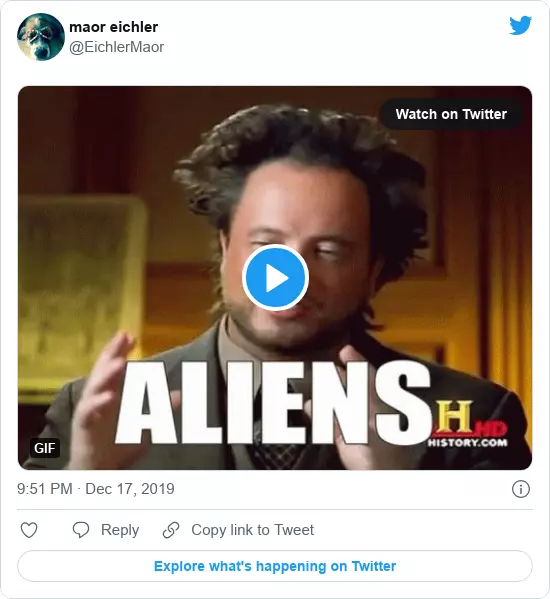 maor eichler
@EichlerMaor
Watch on Twitter
ALIENS
H HD
HISTORY.COM
GIF
9:51 PM · Dec 17, 2019
Reply
Copy link to Tweet
Explore what's happening on Twitter